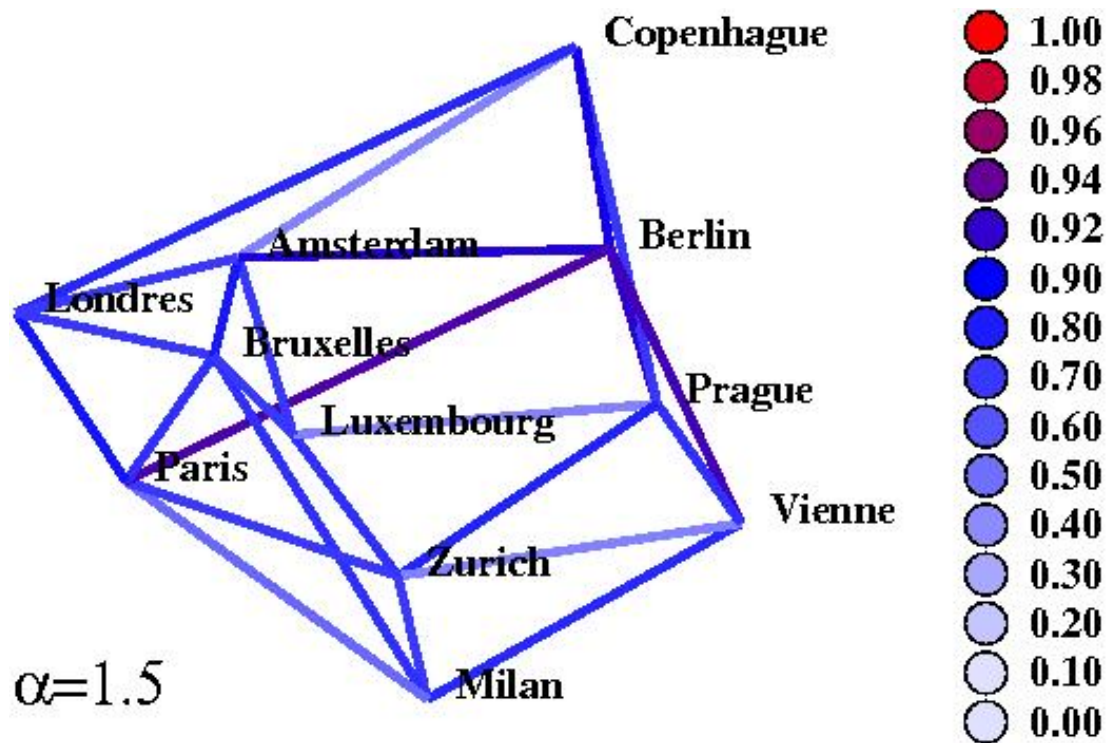 Copenhague
Amsterdam
Berlin
Londres
Bruxelles
Prague
Luxembourg
Paris
Vienne
Zurich
Milan
α=1.5
1.00
0.98
0.96
0.94
0.92
0.90
0.80
0.70
0.60
0.50
0.40
0.30
0.20
0.10
0.00